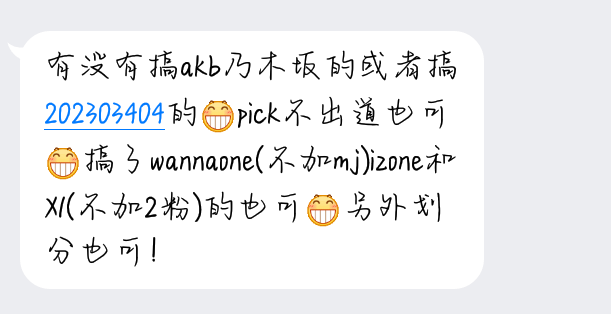 有没有搞akb乃木坂的或者搞
202303404的😁pick不出道也可
😁搞了wannaone(不加mj)izone和
X1(不加2粉)的也可😁另外划
分也可!